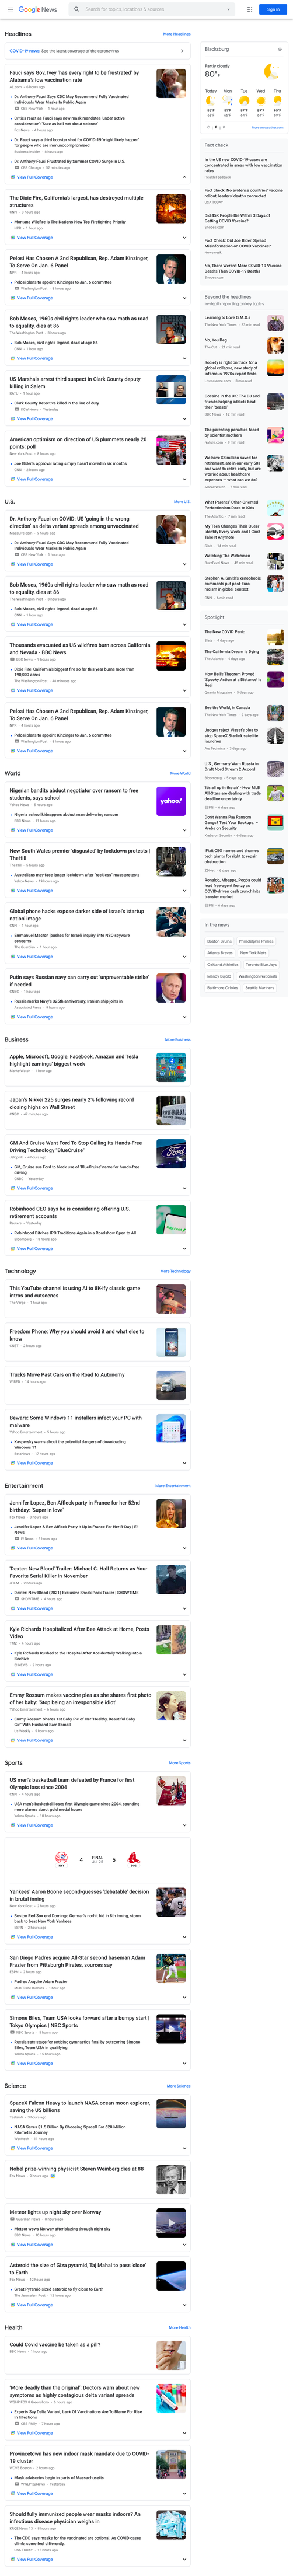 Google News
Search for topics, locations & sources
Sign in
Headlines
More Headlines
COVID-19 news: See the latest coverage of the coronavirus
Fauci says Gov. Ivey 'has every right to be frustrated' by
Alabama's low vaccination rate
Dr. Anthony Fauci Says CDC May Recommend Fully Vaccinated
Individuals Wear Masks In Public Again
Critics react as Fauci says new mask mandates 'under active
consideration': 'Sure as hell not about science'
Dr. Fauci says a third booster shot for COVID-19 'might likely happen'
for people who are immunocompromised
Dr. Anthony Fauci Frustrated By Summer COVID Surge In U.S.
View Full Coverage
The Dixie Fire, California's largest, has destroyed multiple
structures
Montana Wildfire Is The Nation's New Top Firefighting Priority
View Full Coverage
Pelosi Has Chosen A 2nd Republican, Rep. Adam Kinzinger,
To Serve On Jan. 6 Panel
Pelosi plans to appoint Kinzinger to Jan. 6 committee
View Full Coverage
Bob Moses, 1960s civil rights leader who saw math as road
to equality, dies at 86
Bob Moses, civil rights legend, dead at age 86
View Full Coverage
US Marshals arrest third suspect in Clark County deputy
killing in Salem
Clark County Detective killed in the line of duty
View Full Coverage
American optimism on direction of US plummets nearly 20
points: poll
Joe Biden's approval rating simply hasn't moved in six months
View Full Coverage
U.S.
More U.S.
Dr. Anthony Fauci on COVID: US 'going in the wrong
direction' as delta variant spreads among unvaccinated
Dr. Anthony Fauci Says CDC May Recommend Fully Vaccinated
Individuals Wear Masks In Public Again
View Full Coverage
Bob Moses, 1960s civil rights leader who saw math as road
to equality, dies at 86
Bob Moses, civil rights legend, dead at age 86
View Full Coverage
Thousands evacuated as US wildfires burn across California
and Nevada - BBC News
Dixie Fire: California's biggest fire so far this year burns more than
190,000 acres
View Full Coverage
Pelosi Has Chosen A 2nd Republican, Rep. Adam Kinzinger,
To Serve On Jan. 6 Panel
Pelosi plans to appoint Kinzinger to Jan. 6 committee
View Full Coverage
World
More World
Nigerian bandits abduct negotiator over ransom to free
students, says school
Nigeria school kidnappers abduct man delivering ransom
View Full Coverage
New South Wales premier 'disgusted' by lockdown protests |
TheHill
Australians may face longer lockdown after "reckless" mass protests
View Full Coverage
Global phone hacks expose darker side of Israel's 'startup
nation' image
Emmanuel Macron 'pushes for Israeli inquiry' into NSO spyware
concerns
View Full Coverage
Putin says Russian navy can carry out 'unpreventable strike'
if needed
Russia marks Navy's 325th anniversary, Iranian ship joins in
View Full Coverage
Business
More Business
Apple, Microsoft, Google, Facebook, Amazon and Tesla
highlight earnings' biggest week
Japan's Nikkei 225 surges nearly 2% following record
closing highs on Wall Street
GM And Cruise Want Ford To Stop Calling Its Hands-Free
Driving Technology "BlueCruise"
GM, Cruise sue Ford to block use of 'BlueCruise' name for hands-free
driving
View Full Coverage
Robinhood CEO says he is considering offering U.S.
retirement accounts
Robinhood Ditches IPO Traditions Again in a Roadshow Open to All
View Full Coverage
Technology
More Technology
This YouTube channel is using AI to 8K-ify classic game
intros and cutscenes
Freedom Phone: Why you should avoid it and what else to
know
Trucks Move Past Cars on the Road to Autonomy
Beware: Some Windows 11 installers infect your PC with
malware
Kaspersky warns about the potential dangers of downloading
Windows 11
View Full Coverage
Entertainment
More Entertainment
Jennifer Lopez, Ben Affleck party in France for her 52nd
birthday: 'Super in love'
Jennifer Lopez & Ben Affleck Party It Up in France For Her B-Day | E!
News
View Full Coverage
'Dexter: New Blood' Trailer: Michael C. Hall Returns as Your
Favorite Serial Killer in November
Dexter: New Blood (2021) Exclusive Sneak Peek Trailer | SHOWTIME
View Full Coverage
Kyle Richards Hospitalized After Bee Attack at Home, Posts
Video
Kyle Richards Rushed to the Hospital After Accidentally Walking into a
Beehive
View Full Coverage
Emmy Rossum makes vaccine plea as she shares first photo
of her baby: 'Stop being an irresponsible idiot'
Emmy Rossum Shares 1st Baby Pic of Her 'Healthy, Beautiful Baby
Girl' With Husband Sam Esmail
View Full Coverage
Sports
More Sports
US men's basketball team defeated by France for first
Olympic loss since 2004
USA men's basketball loses first Olympic game since 2004, sounding
more alarms about gold medal hopes
View Full Coverage
4 FINAL 5
Yankees' Aaron Boone second-guesses 'debatable' decision
in brutal inning
Boston Red Sox end Domingo German's no-hit bid in 8th inning, storm
back to beat New York Yankees
View Full Coverage
San Diego Padres acquire All-Star second baseman Adam
Frazier from Pittsburgh Pirates, sources say
Padres Acquire Adam Frazier
View Full Coverage
Simone Biles, Team USA looks forward after a bumpy start |
Tokyo Olympics | NBC Sports
Russia sets stage for enticing gymnastics final by outscoring Simone
Biles, Team USA in qualifying
View Full Coverage
Science
More Science
SpaceX Falcon Heavy to launch NASA ocean moon explorer,
saving the US billions
NASA Saves $1.5 Billion By Choosing SpaceX For 628 Million
Kilometer Journey
View Full Coverage
Nobel prize-winning physicist Steven Weinberg dies at 88
Meteor lights up night sky over Norway
Meteor wows Norway after blazing through night sky
View Full Coverage
Asteroid the size of Giza pyramid, Taj Mahal to pass 'close'
to Earth
Great Pyramid-sized asteroid to fly close to Earth
View Full Coverage
Health
More Health
Could Covid vaccine be taken as a pill?
'More deadly than the original': Doctors warn about new
symptoms as highly contagious delta variant spreads
Experts Say Delta Variant, Lack Of Vaccinations Are To Blame For Rise
In Infections
View Full Coverage
Provincetown has new indoor mask mandate due to COVID-
19 cluster
Mask advisories begin in parts of Massachusetts
View Full Coverage
Should fully immunized people wear masks indoors? An
infectious disease physician weighs in
The CDC says masks for the vaccinated are optional. As COVID cases
climb, some feel differently.
View Full Coverage
Blacksburg
Partly cloudy
80°
Today Mon Tue Wed Thu
More on weather.com
Fact check
In the US new COVID-19 cases are
concentrated in areas with low vaccination
rates
Fact check: No evidence countries' vaccine
rollout, leaders' deaths connected
Did 45K People Die Within 3 Days of
Getting COVID Vaccine?
Fact Check: Did Joe Biden Spread
Misinformation on COVID Vaccines?
No, There Weren't More COVID-19 Vaccine
Deaths Than COVID-19 Deaths
Beyond the headlines
In-depth reporting on key topics
Learning to Love G.M.O.s
No, You Beg
Society is right on track for a
global collapse, new study of
infamous 1970s report finds
Cocaine in the UK: The DJ and
friends helping addicts beat
their 'beasts'
The parenting penalties faced
by scientist mothers
We have $8 million saved for
retirement, are in our early 50s
and want to retire early, but are
worried about healthcare
expenses — what can we do?
What Parents' Other-Oriented
Perfectionism Does to Kids
My Teen Changes Their Queer
Identity Every Week and I Can't
Take It Anymore
Watching The Watchmen
Stephen A. Smith's xenophobic
comments put post-Euro
racism in global context
Spotlight
The New COVID Panic
The California Dream is Dying
How Bell's Theorem Proved
'Spooky Action at a Distance' Is
Real
See the World, in Canada
Judges reject Viasat's plea to
stop SpaceX Starlink satellite
launches
U.S., Germany Warn Russia in
Draft Nord Stream 2 Accord
'It's all up in the air' - How MLB
All-Stars are dealing with trade
deadline uncertainty
Don't Wanna Pay Ransom
Gangs? Test Your Backups. –
Krebs on Security
iFixit CEO names and shames
tech giants for right to repair
obstruction
Ronaldo, Mbappe, Pogba could
lead free-agent frenzy as
COVID-driven cash crunch hits
transfer market
In the news
Boston Bruins
Philadelphia Phillies
Atlanta Braves
New York Mets
Oakland Athletics
Toronto Blue Jays
Mandy Bujold
Washington Nationals
Baltimore Orioles
Seattle Mariners